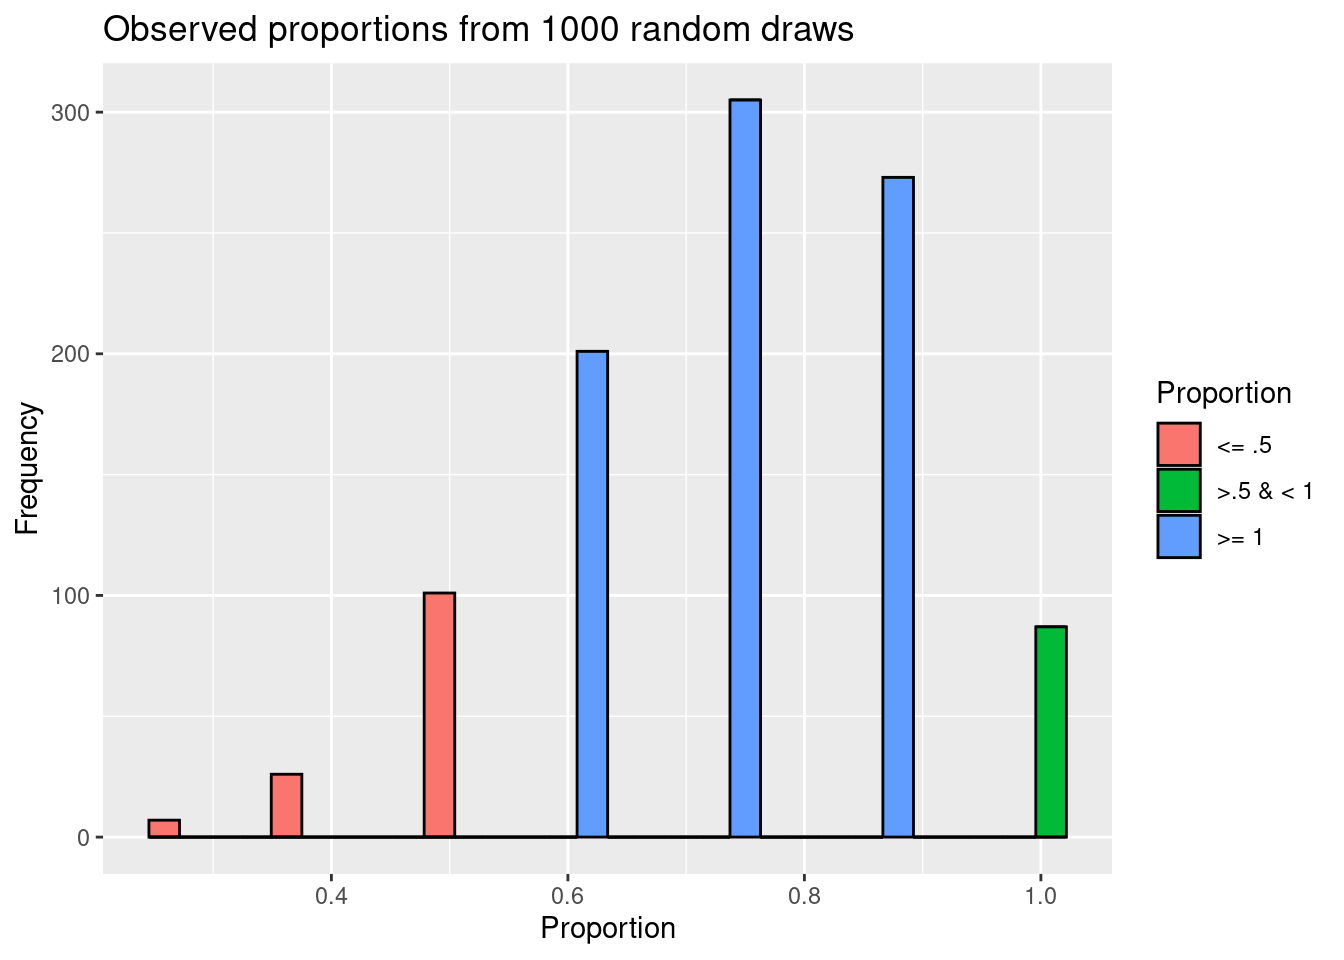 Observed proportions from 1000 random draws
300
200
100
0
Frequency
0.4
0.6
0.8
1.0
Proportion
Proportion
<= .5
>.5 & < 1
>= 1